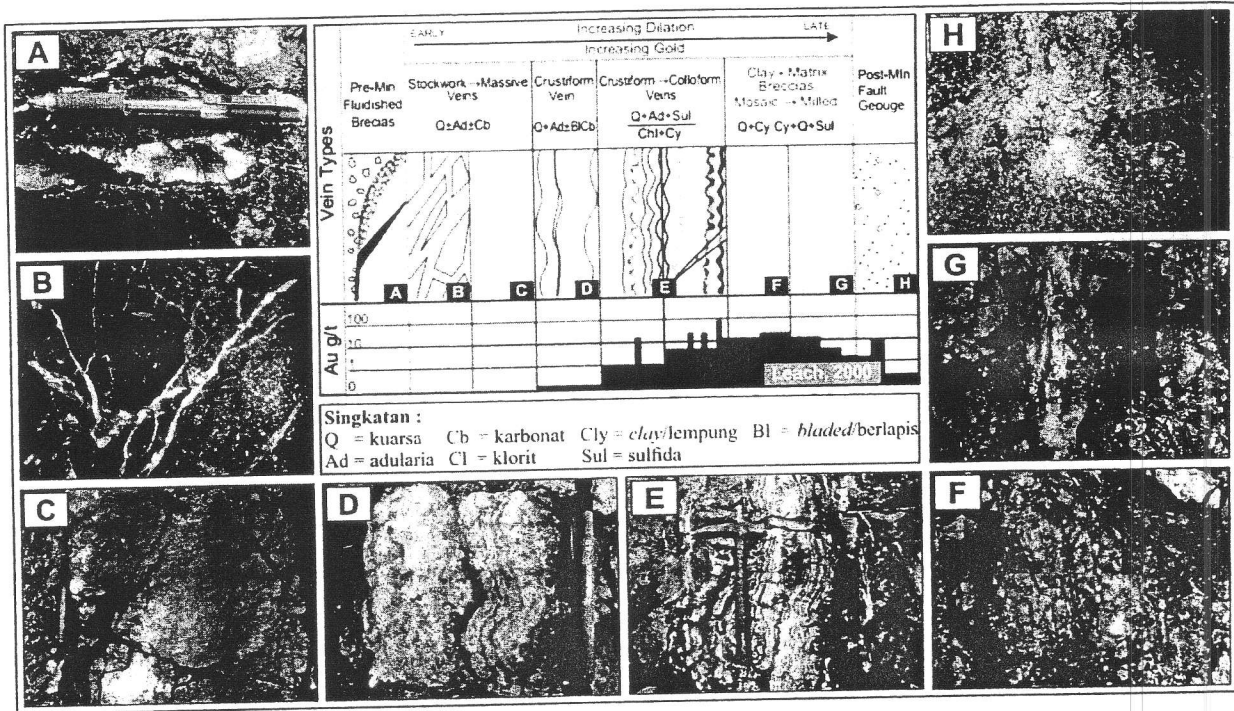 A
B
C
D
E
F
G
H
EARLY Increasing Dilation LATE
Increasing Gold
Pre-Min
Fluidished
Brecias
Stockwork→Massive
Veins
Q±Ad±Cb
Crustiform
Vein
Q+Ad±BlCb
Crustiform→Colloform
Veins
Q+Ad+Sul
Chl+Cy
Clay + Matrix
Breccias
Mosaic → Milled
Q+Cy Cy+Q+Sul
Post-MIn
Fault
Geouge
Vein Types
A B C D E F G H
Au g/t
100
10
1
0
Leach, 2000
Singkatan :
Q = kuarsa Cb = karbonat Cly = clay/lempung Bl = bladed/berlapis
Ad = adularia Cl = klorit Sul = sulfida